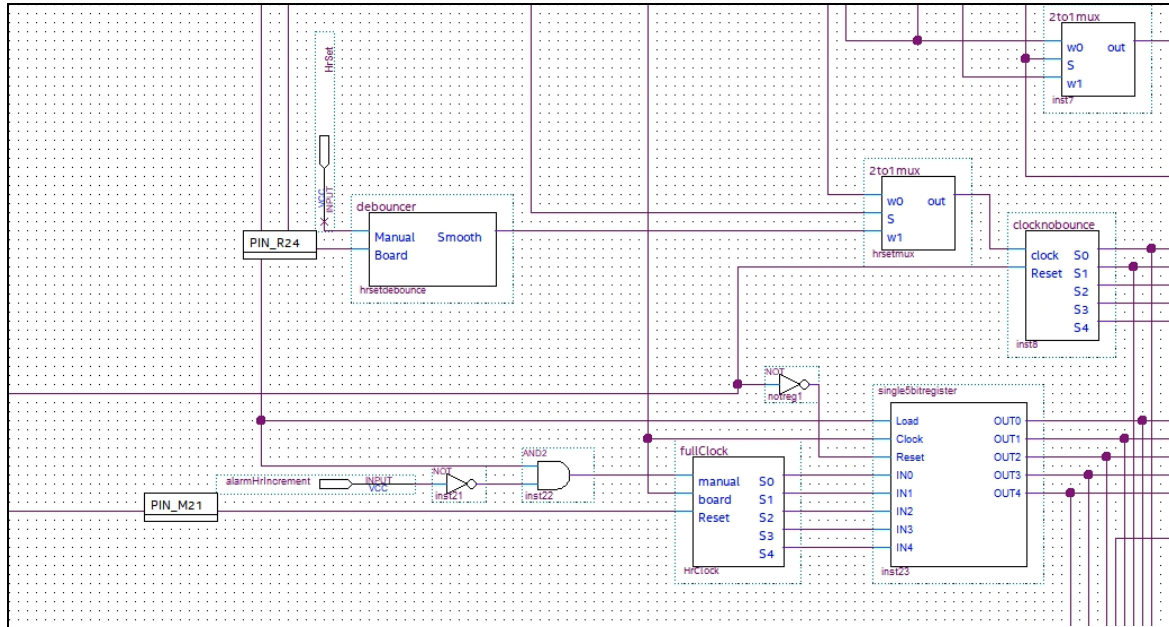 2to1mux
w0 out
S
w1
inst7
HrSet
VCC
INPUT
PIN_R24
debouncer
Manual Smooth
Board
hrsetdebounce
2to1mux
w0 out
S
w1
hrsetmux
clocknobounce
clock S0
Reset S1
S2
S3
S4
inst8
NOT
notreg1
single5bitregister
Load OUT0
Clock OUT1
Reset OUT2
IN0 OUT3
IN1 OUT4
IN2
IN3
IN4
inst23
alarmHrIncrement
INPUT
VCC
NOT
inst21
AND2
inst22
PIN_M21
fullClock
manual S0
board S1
Reset S2
S3
S4
HrClock